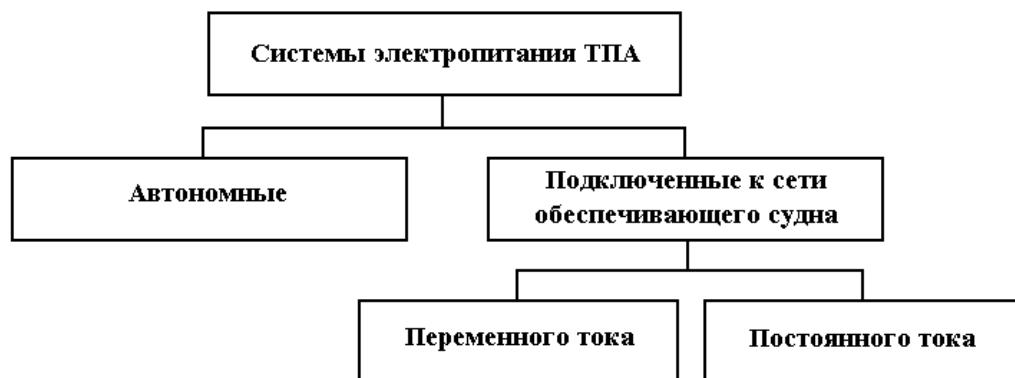 Системы электропитания ТПА
Автономные
Подключенные к сети
обеспечивающего судна
Переменного тока
Постоянного тока